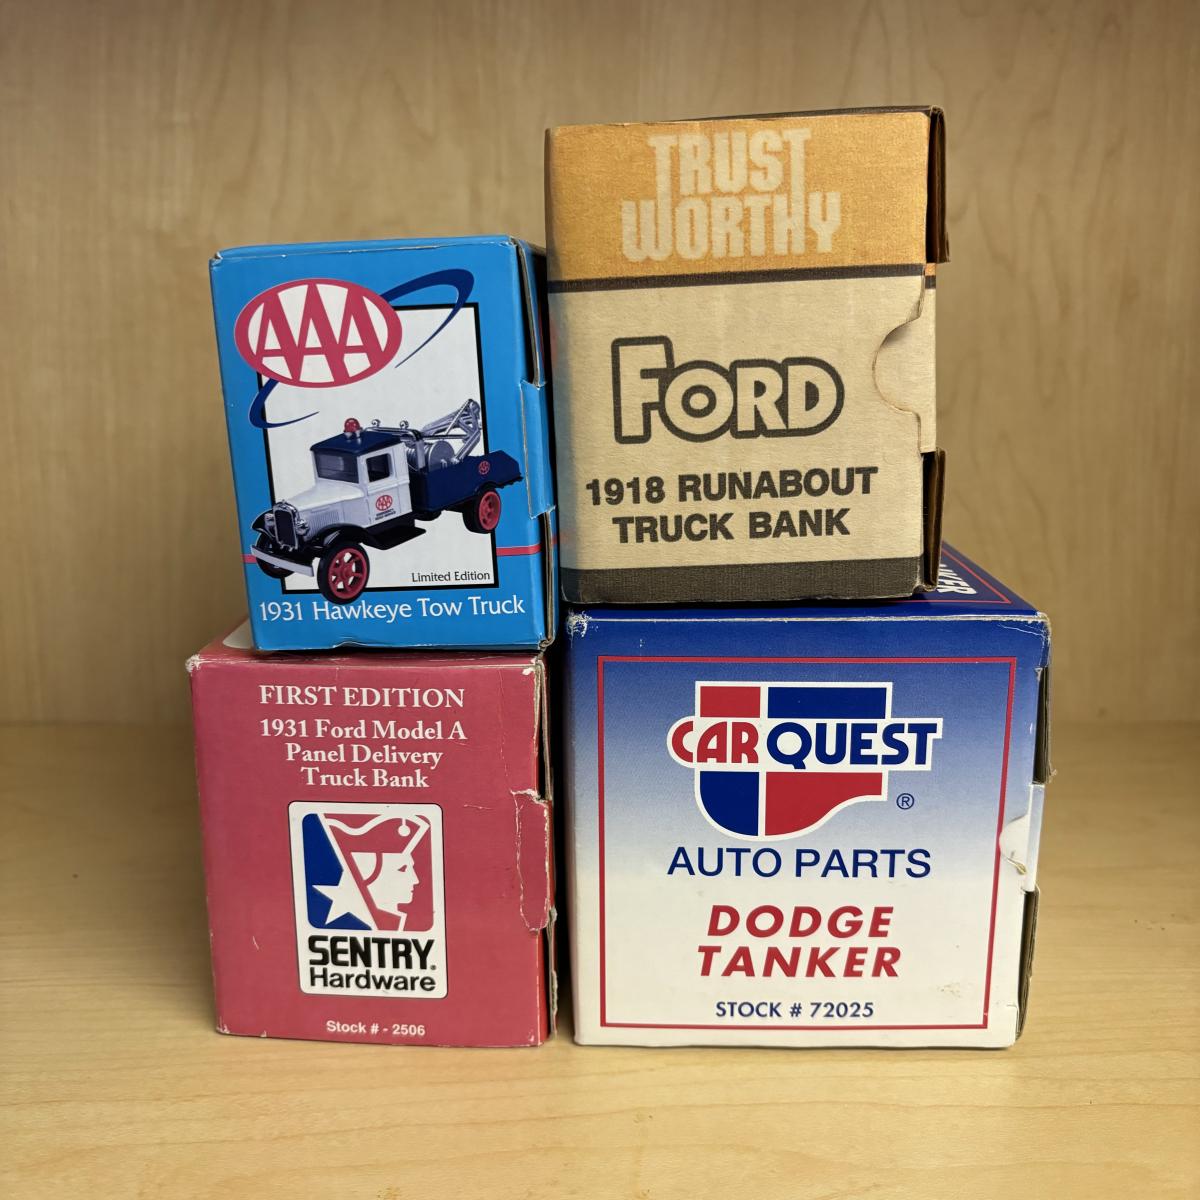 AAA
Limited Edition
1931 Hawkeye Tow Truck
TRUST
WORTHY
FORD
1918 RUNABOUT
TRUCK BANK
FIRST EDITION
1931 Ford Model A
Panel Delivery
Truck Bank
SENTRY®
Hardware
Stock # - 2506
CARQUEST
®
AUTO PARTS
DODGE
TANKER
STOCK # 72025